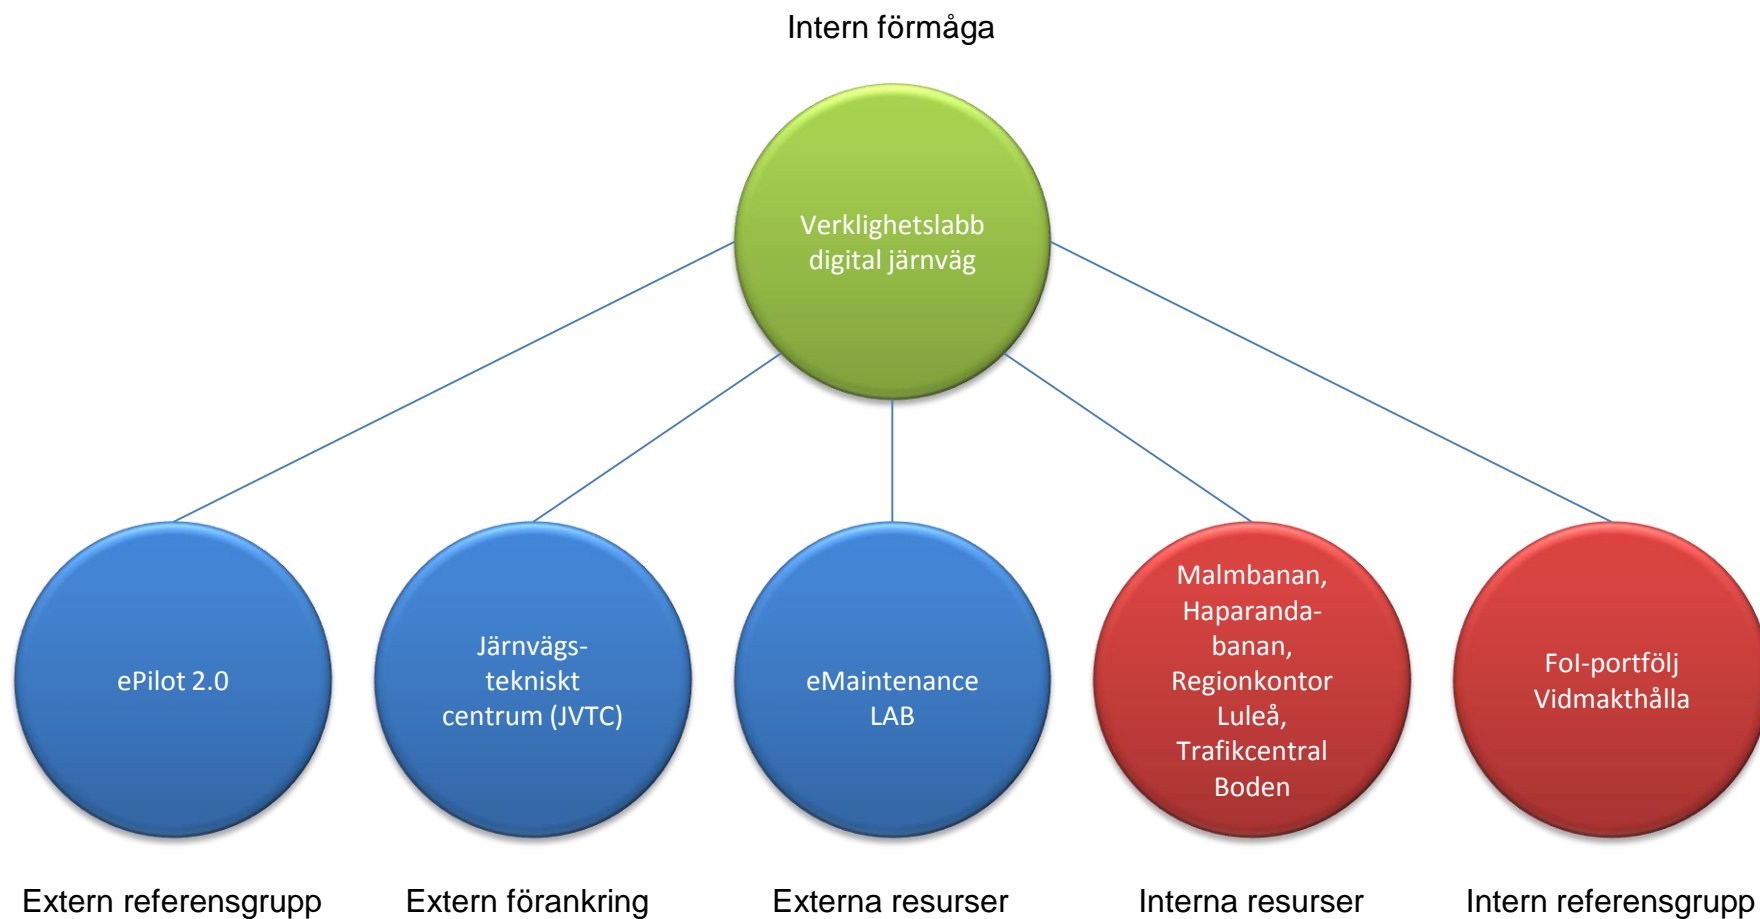 Intern förmåga
Verklighetslabb
digital järnväg
ePilot 2.0
Järnvägs-
tekniskt
centrum (JVTC)
eMaintenance
LAB
Malmbanan,
Haparanda-
banan,
Regionkontor
Luleå,
Trafikcentral
Boden
FoI-portfölj
Vidmakthålla
Extern referensgrupp
Extern förankring
Externa resurser
Interna resurser
Intern referensgrupp